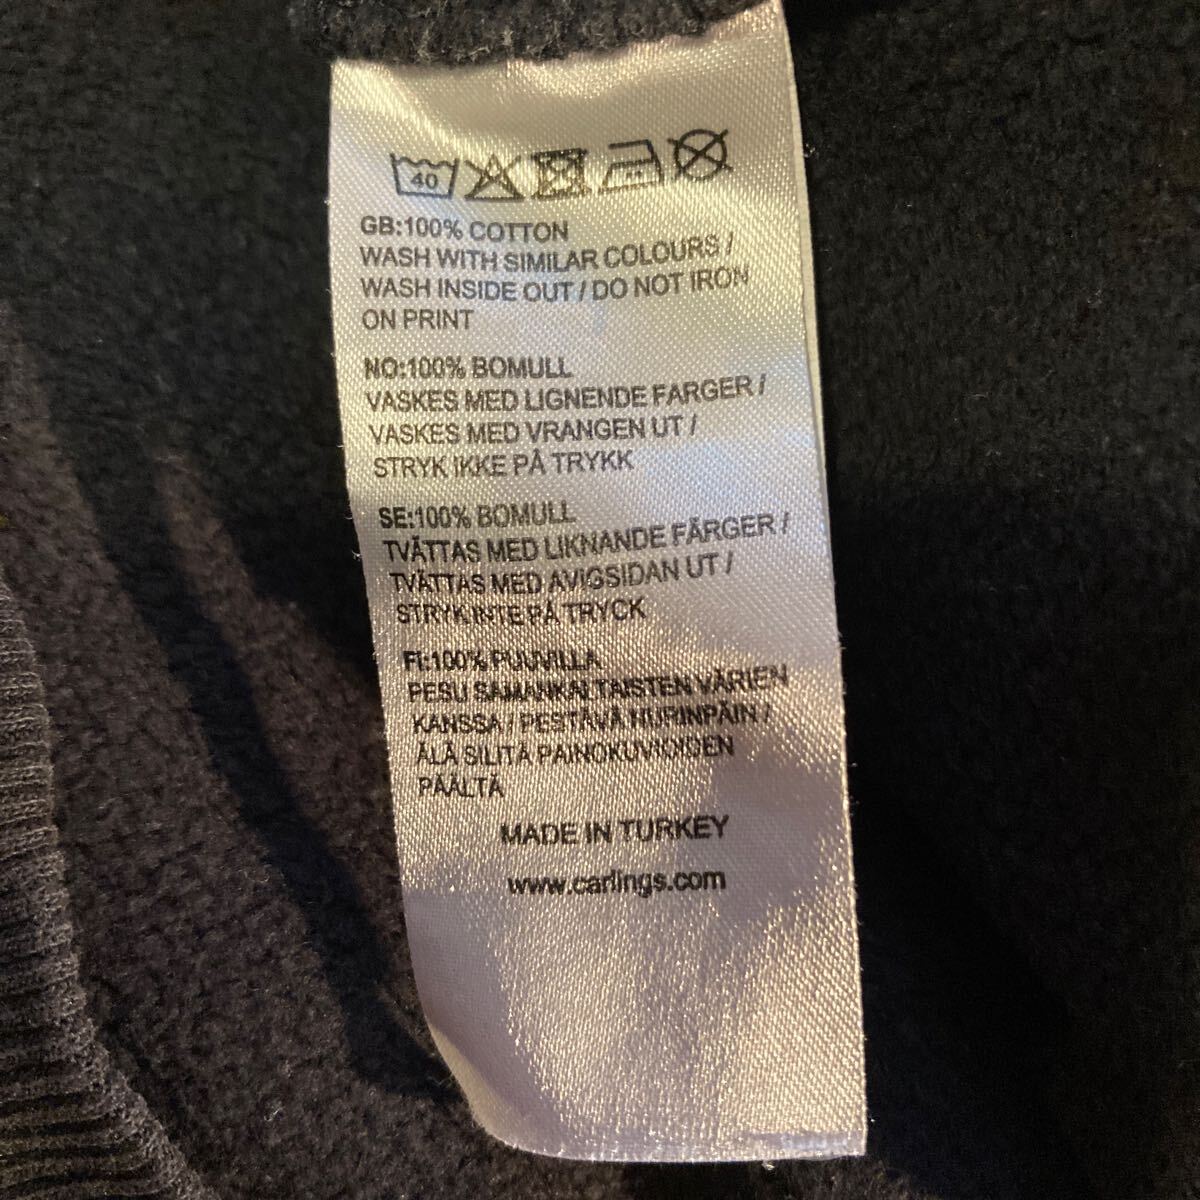 40
GB:100% COTTON
WASH WITH SIMILAR COLOURS /
WASH INSIDE OUT / DO NOT IRON
ON PRINT
NO:100% BOMULL
VASKES MED LIGNENDE FARGER /
VASKES MED VRANGEN UT /
STRYK IKKE PÅ TRYKK
SE:100% BOMULL
TVÄTTAS MED LIKNANDE FÄRGER /
TVÄTTAS MED AVIGSIDAN UT /
STRYK INTE PÅ TRYCK
FI:100% PUUVILLA
PESU SAMANKALTAISTEN VÄRIEN
KANSSA / PESTÄVÄ NURINPÄIN /
ÄLÄ SILITÄ PAINOKUVIOIDEN
PÄÄLTÄ
MADE IN TURKEY
www.carlings.com